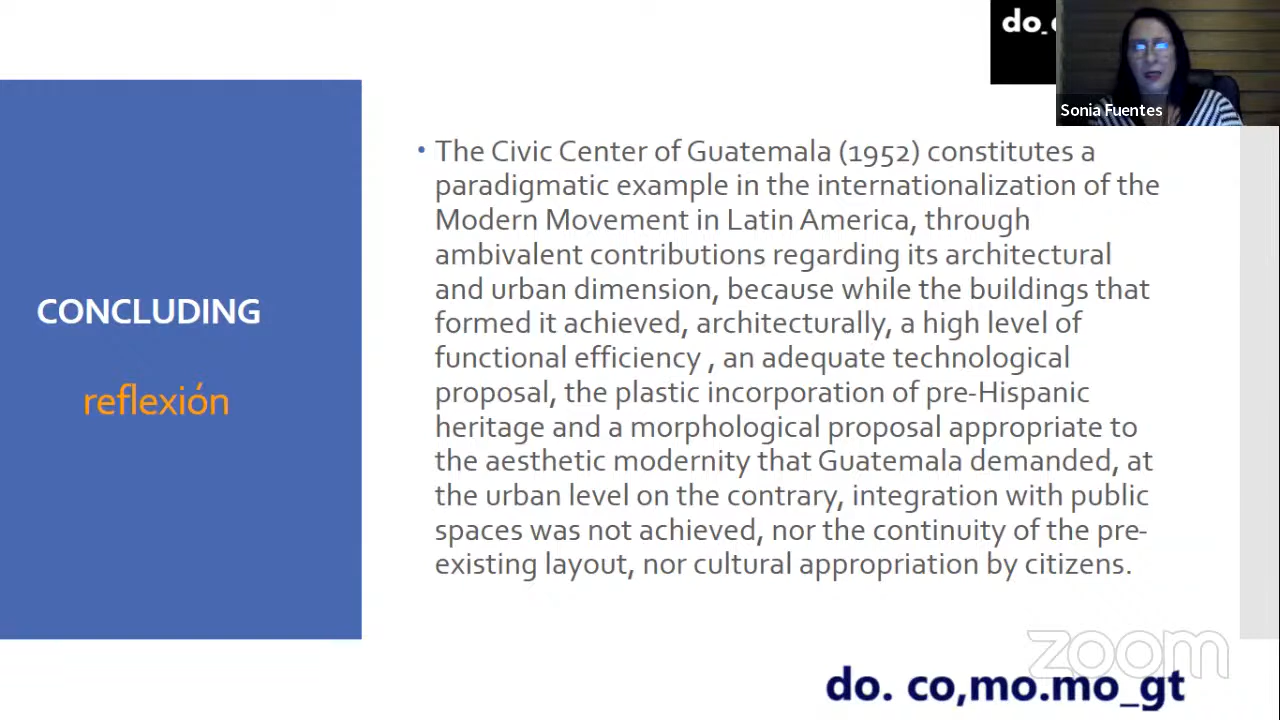 do_
Sonia Fuentes
CONCLUDING
reflexión
• The Civic Center of Guatemala (1952) constitutes a
paradigmatic example in the internationalization of the
Modern Movement in Latin America, through
ambivalent contributions regarding its architectural
and urban dimension, because while the buildings that
formed it achieved, architecturally, a high level of
functional efficiency , an adequate technological
proposal, the plastic incorporation of pre-Hispanic
heritage and a morphological proposal appropriate to
the aesthetic modernity that Guatemala demanded, at
the urban level on the contrary, integration with public
spaces was not achieved, nor the continuity of the pre-
existing layout, nor cultural appropriation by citizens.
zoom
do. co,mo.mo_gt